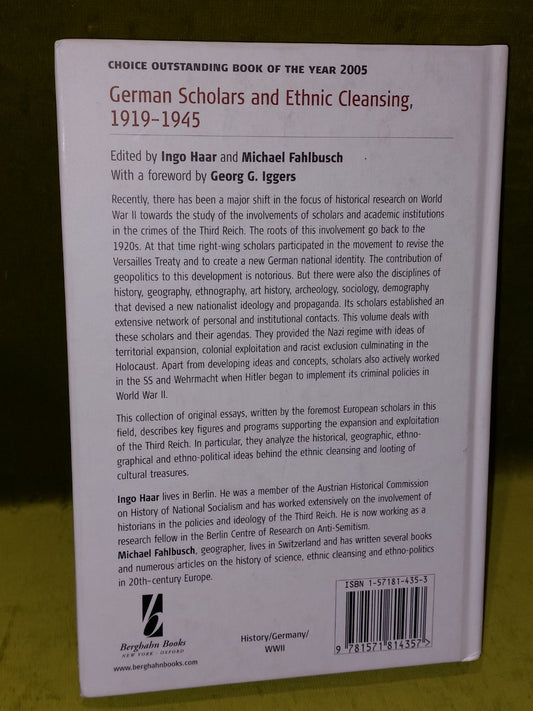 CHOICE OUTSTANDING BOOK OF THE YEAR 2005
German Scholars and Ethnic Cleansing,
1919–1945
Edited by Ingo Haar and Michael Fahlbusch
With a foreword by Georg G. Iggers
Recently, there has been a major shift in the focus of historical research on World
War II towards the study of the involvements of scholars and academic institutions
in the crimes of the Third Reich. The roots of this involvement go back to the
1920s. At that time right-wing scholars participated in the movement to revise the
Versailles Treaty and to create a new German national identity. The contribution of
geopolitics to this development is notorious. But there were also the disciplines of
history, geography, ethnography, art history, archeology, sociology, demography
that devised a new nationalist ideology and propaganda. Its scholars established an
extensive network of personal and institutional contacts. This volume deals with
these scholars and their agendas. They provided the Nazi regime with ideas of
territorial expansion, colonial exploitation and racist exclusion culminating in the
Holocaust. Apart from developing ideas and concepts, scholars also actively worked
in the SS and Wehrmacht when Hitler began to implement its criminal policies in
World War II.
This collection of original essays, written by the foremost European scholars in this
field, describes key figures and programs supporting the expansion and exploitation
of the Third Reich. In particular, they analyze the historical, geographic, ethno-
graphical and ethno-political ideas behind the ethnic cleansing and looting of
cultural treasures.
Ingo Haar lives in Berlin. He was a member of the Austrian Historical Commission
on History of National Socialism and has worked extensively on the involvement of
historians in the policies and ideology of the Third Reich. He is now working as a
research fellow in the Berlin Centre of Research on Anti-Semitism.
Michael Fahlbusch, geographer, lives in Switzerland and has written several books
and numerous articles on the history of science, ethnic cleansing and ethno-politics
in 20th-century Europe.
ISBN 1-57181-435-3
b
Berghahn Books
NEW YORK · OXFORD
www.berghahnbooks.com
History/Germany/
WWII
9 781571 814357 >